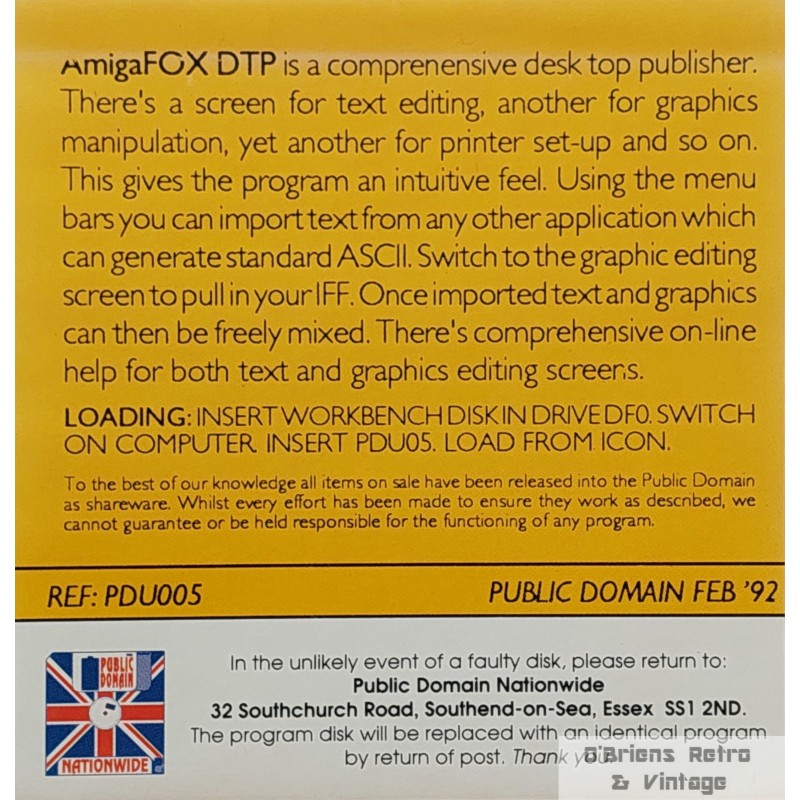 AmigaFOX DTP is a comprehensive desk top publisher.
There's a screen for text editing, another for graphics
manipulation, yet another for printer set-up and so on.
This gives the program an intuitive feel. Using the menu
bars you can import text from any other application which
can generate standard ASCII. Switch to the graphic editing
screen to pull in your IFF. Once imported text and graphics
can then be freely mixed. There's comprehensive on-line
help for both text and graphics editing screens.
LOADING: INSERT WORKBENCH DISK IN DRIVE DF0. SWITCH
ON COMPUTER. INSERT PDU05. LOAD FROM ICON.
To the best of our knowledge all items on sale have been released into the Public Domain
as shareware. Whilst every effort has been made to ensure they work as described, we
cannot guarantee or be held responsible for the functioning of any program.
REF: PDU005
PUBLIC DOMAIN FEB '92
PUBLIC
DOMAIN
NATIONWIDE
In the unlikely event of a faulty disk, please return to:
Public Domain Nationwide
32 Southchurch Road, Southend-on-Sea, Essex SS1 2ND.
The program disk will be replaced with an identical program
by return of post. Thank you.
O'Briens Retro
& Vintage